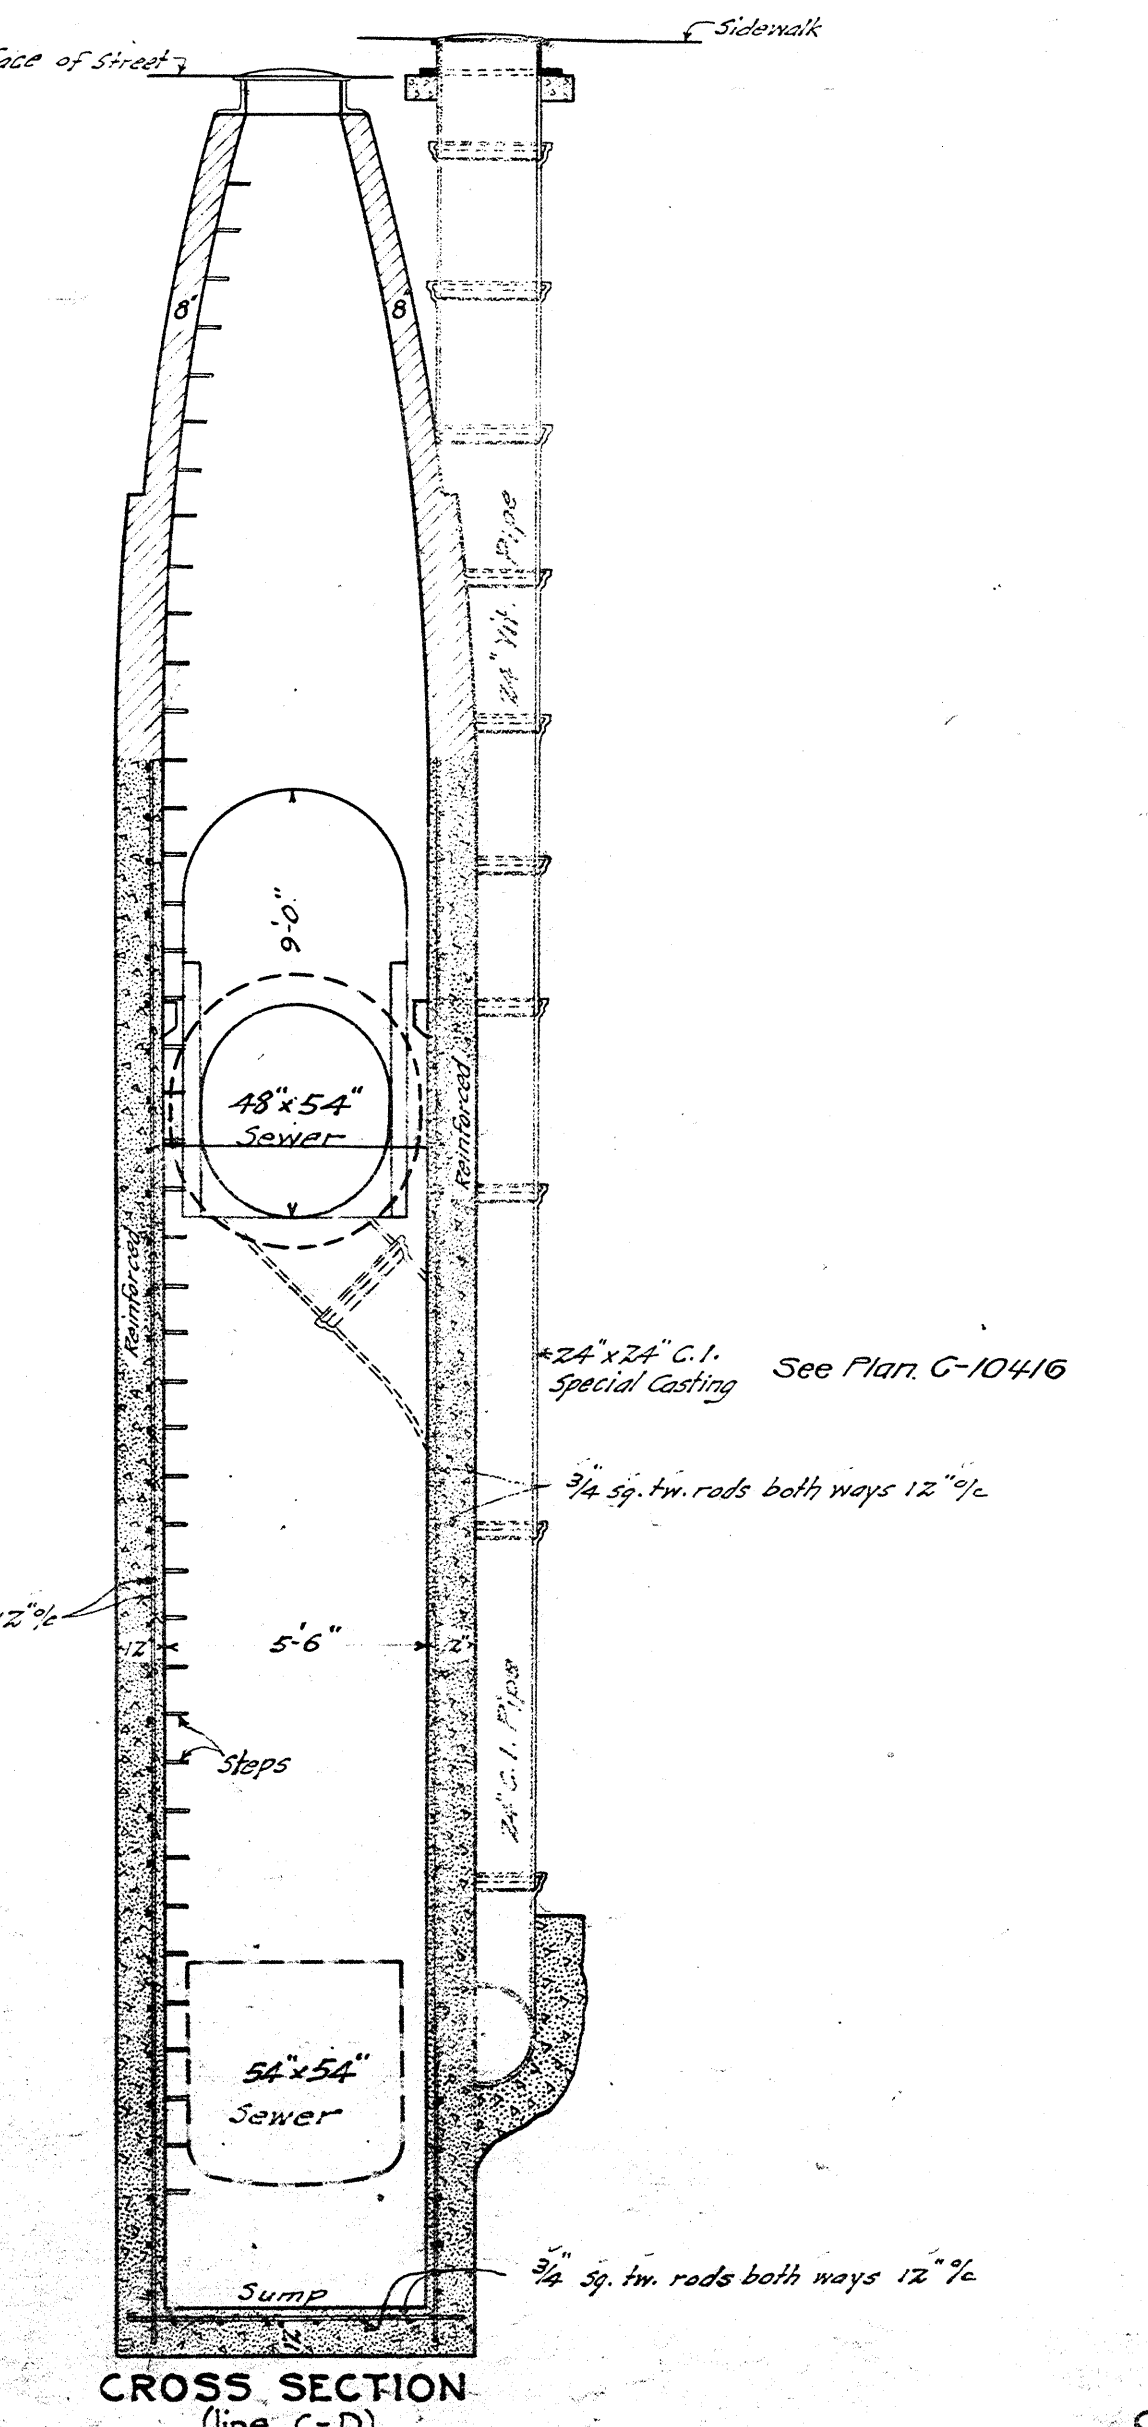 Sidewalk
ace of Street
8"
8"
24" Vit. Pipe
9'-0"
48"x54"
Sewer
Reinforced
Reinforced
24"x24" C.I.
Special Casting
See Plan C-10416
3/4" sq. tw. rods both ways 12" o/c
12" o/c
12"
5'-6"
12"
24" C.I. Pipe
Steps
54"x54"
Sewer
3/4" sq. tw. rods both ways 12" o/c
Sump
12"
CROSS SECTION
(line C-D)